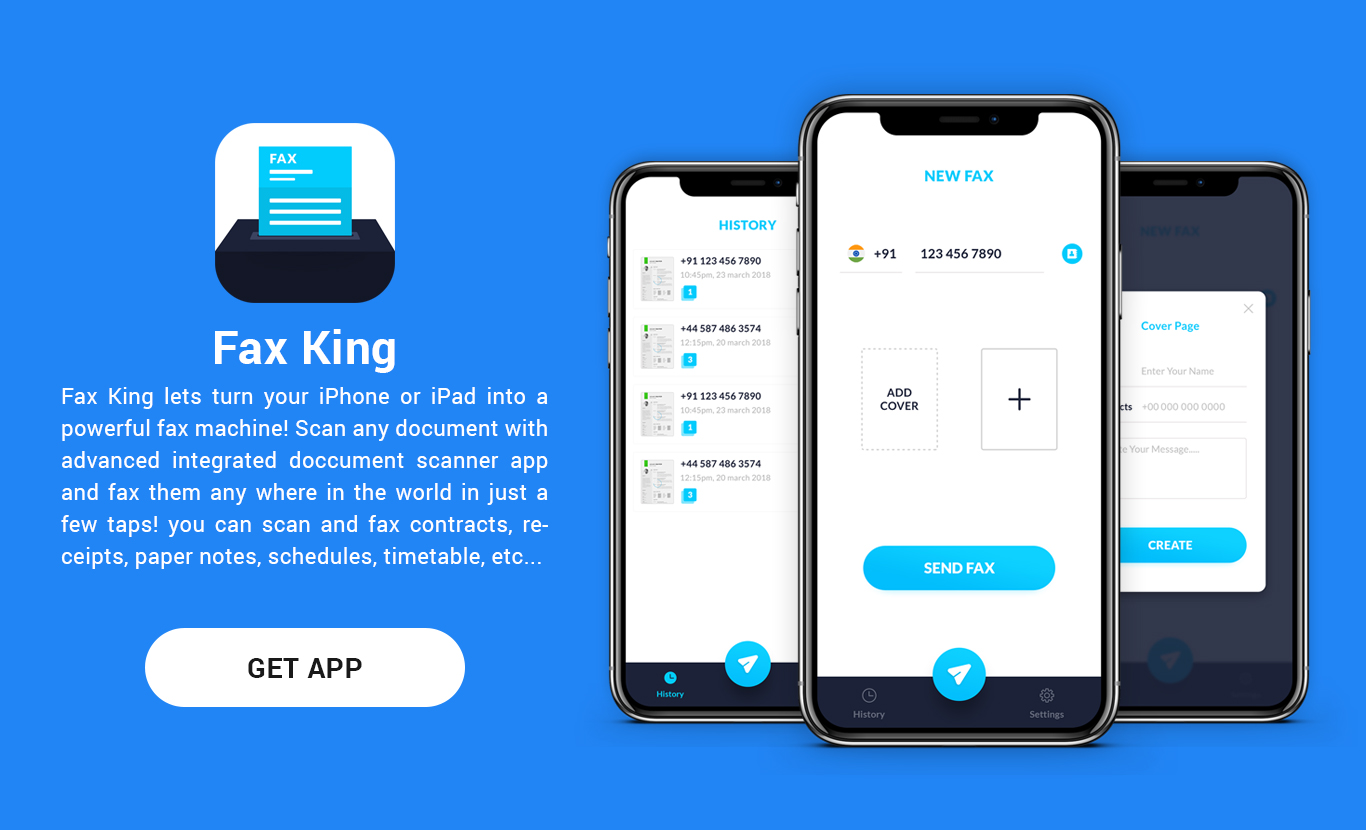 FAX
Fax King
Fax King lets turn your iPhone or iPad into a
powerful fax machine! Scan any document with
advanced integrated doccument scanner app
and fax them any where in the world in just a
few taps! you can scan and fax contracts, re-
ceipts, paper notes, schedules, timetable, etc...
GET APP
HISTORY
+91 123 456 7890
10:45pm, 23 march 2018
1
+44 587 486 3574
12:15pm, 20 march 2018
3
+91 123 456 7890
10:45pm, 23 march 2018
1
+44 587 486 3574
12:15pm, 20 march 2018
3
History
NEW FAX
+91 123 456 7890
ADD
COVER
SEND FAX
History
Settings
NEW FAX
Cover Page
Enter Your Name
cts +00 000 000 0000
e Your Message.....
CREATE